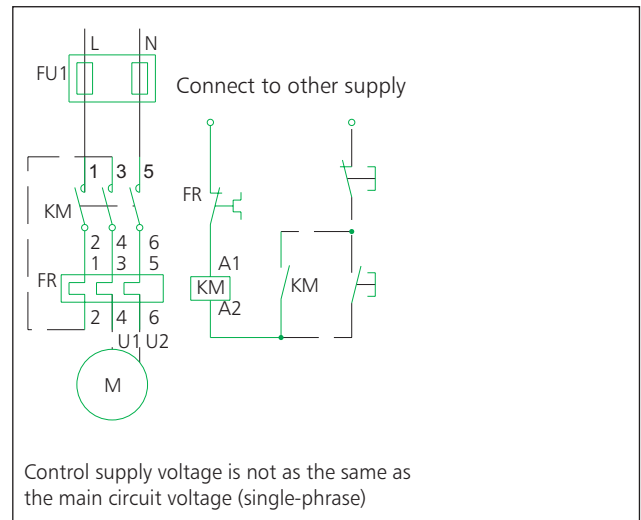 L N
FU1
Connect to other supply
1 3 5
KM
2 4 6
1 3 5
FR
2 4 6
U1 U2
M
FR
A1
KM
A2
KM
Control supply voltage is not as the same as
the main circuit voltage (single-phrase)